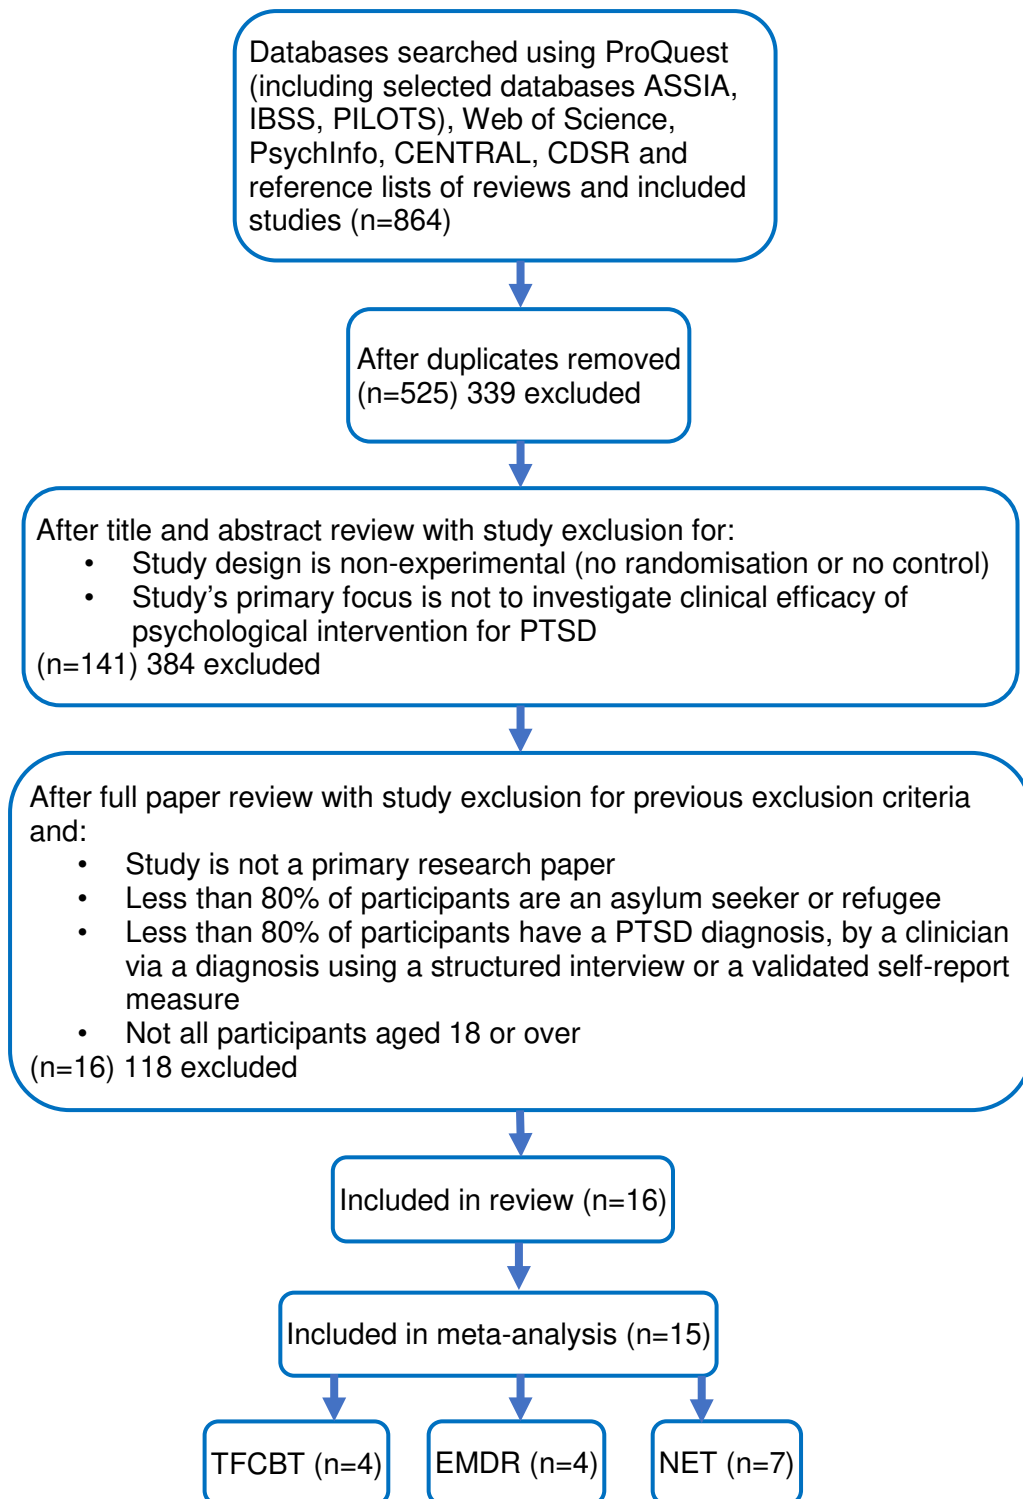 Databases searched using ProQuest
(including selected databases ASSIA,
IBSS, PILOTS), Web of Science,
PsychInfo, CENTRAL, CDSR and
reference lists of reviews and included
studies (n=864)
After duplicates removed
(n=525) 339 excluded
After title and abstract review with study exclusion for:
• Study design is non-experimental (no randomisation or no control)
• Study’s primary focus is not to investigate clinical efficacy of
psychological intervention for PTSD
(n=141) 384 excluded
After full paper review with study exclusion for previous exclusion criteria
and:
• Study is not a primary research paper
• Less than 80% of participants are an asylum seeker or refugee
• Less than 80% of participants have a PTSD diagnosis, by a clinician
via a diagnosis using a structured interview or a validated self-report
measure
• Not all participants aged 18 or over
(n=16) 118 excluded
Included in review (n=16)
Included in meta-analysis (n=15)
TFCBT (n=4)
EMDR (n=4)
NET (n=7)